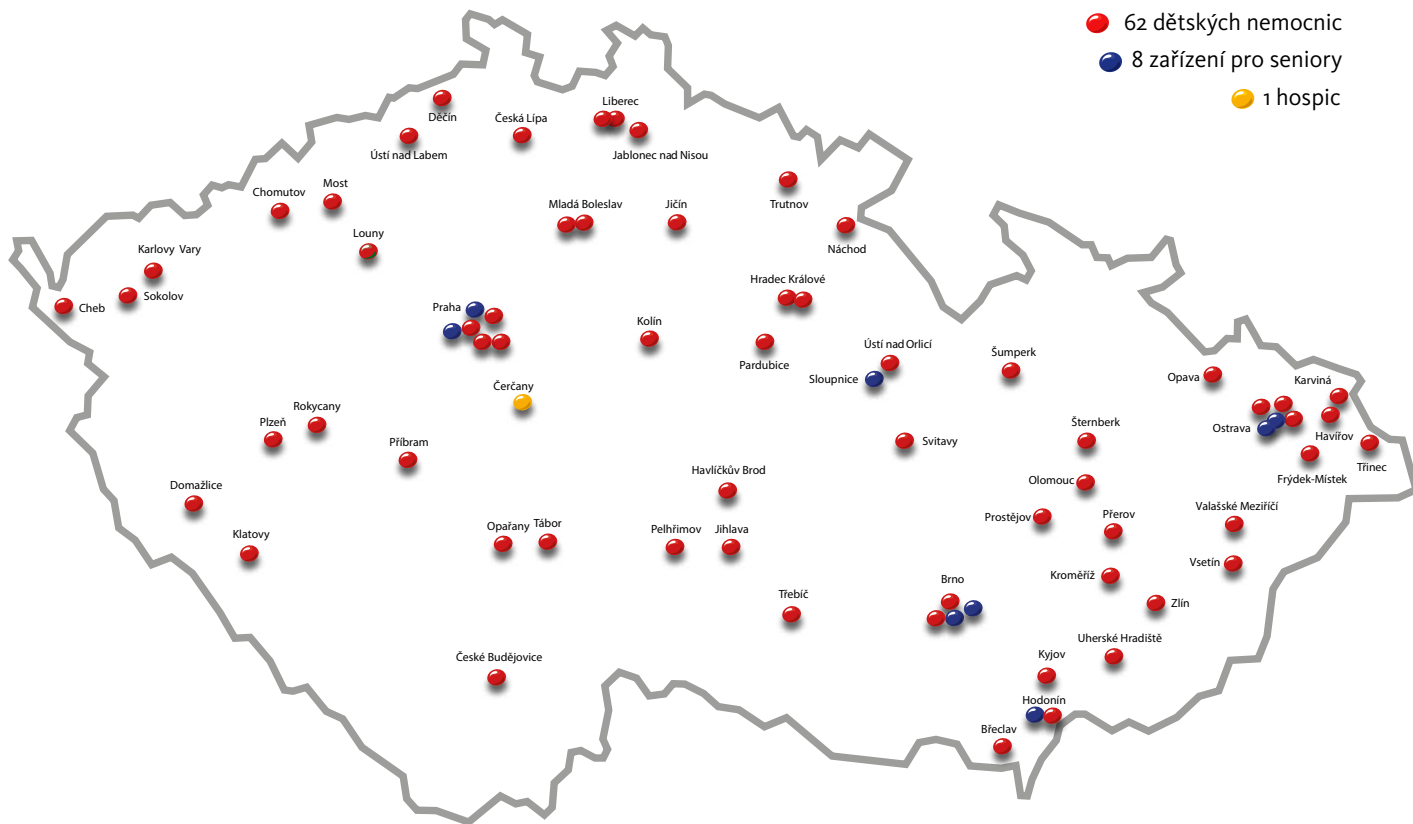 62 dětských nemocnic
8 zařízení pro seniory
1 hospic
Děčín
Ústí nad Labem
Česká Lípa
Liberec
Jablonec nad Nisou
Chomutov
Most
Louny
Mladá Boleslav
Jičín
Trutnov
Náchod
Karlovy Vary
Sokolov
Cheb
Praha
Kolín
Hradec Králové
Pardubice
Ústí nad Orlicí
Sloupnice
Šumperk
Opava
Karviná
Ostrava
Havířov
Třinec
Frýdek-Místek
Čerčany
Rokycany
Plzeň
Příbram
Svitavy
Šternberk
Olomouc
Domažlice
Klatovy
Havlíčkův Brod
Opařany
Tábor
Pelhřimov
Jihlava
Prostějov
Přerov
Valašské Meziříčí
Vsetín
Kroměříž
Zlín
Brno
Třebíč
Uherské Hradiště
České Budějovice
Kyjov
Hodonín
Břeclav